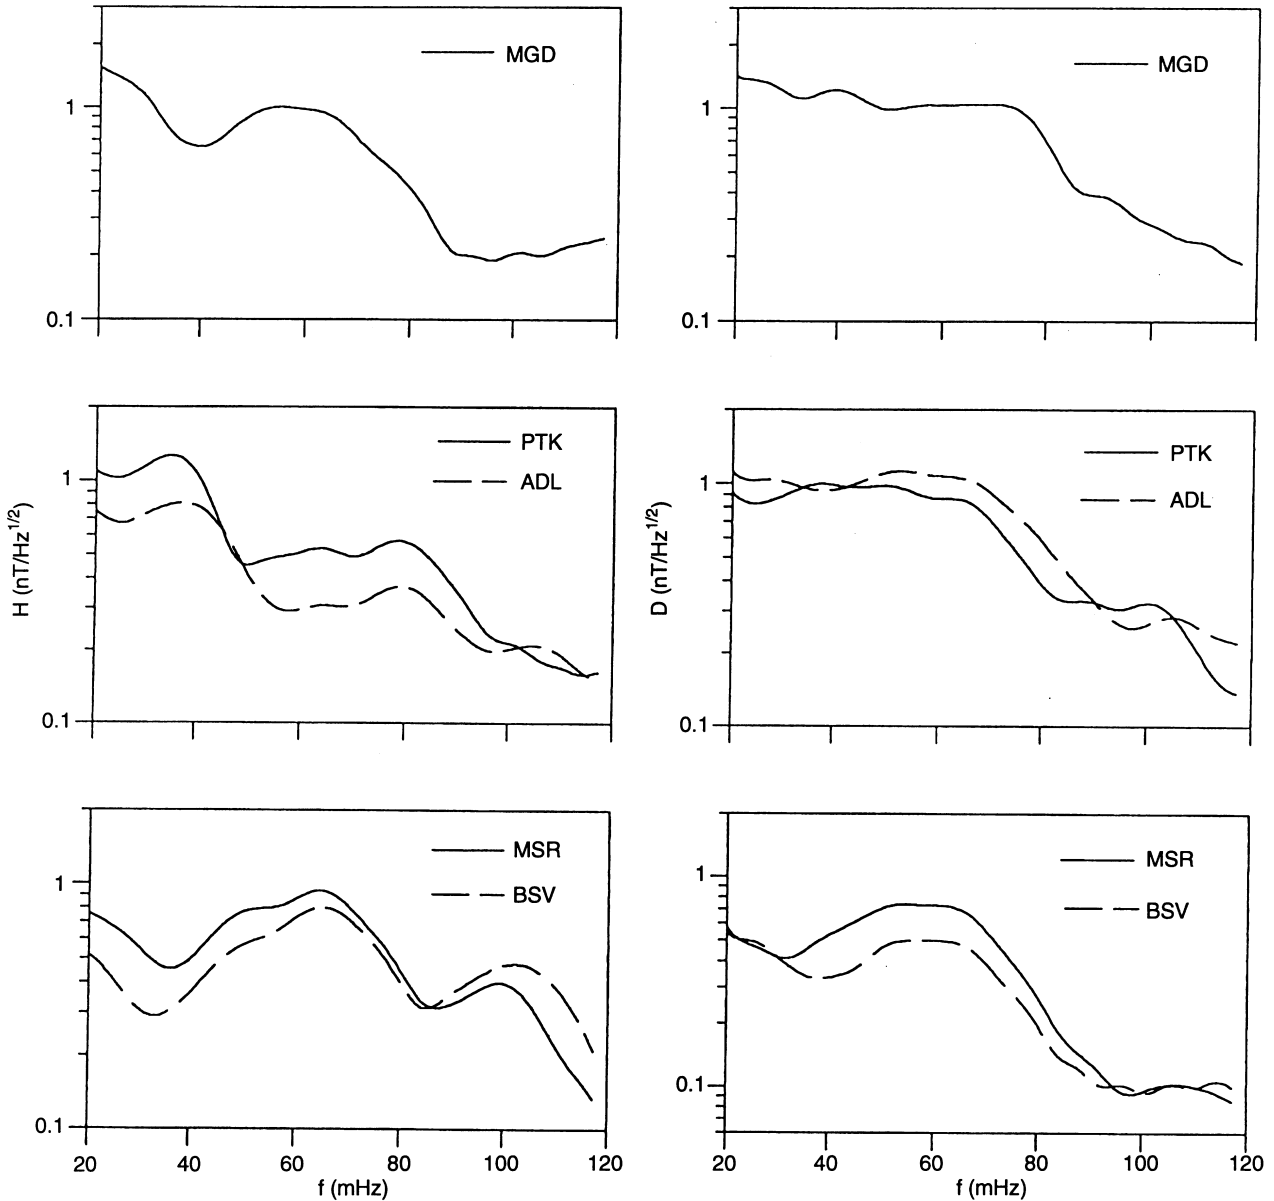 MGD
1
0.1
MGD
1
0.1
PTK
ADL
1
0.1
H (nT/Hz^1/2)
PTK
ADL
1
0.1
D (nT/Hz^1/2)
MSR
BSV
1
0.1
20 40 60 80 100 120
f (mHz)
MSR
BSV
1
0.1
20 40 60 80 100 120
f (mHz)